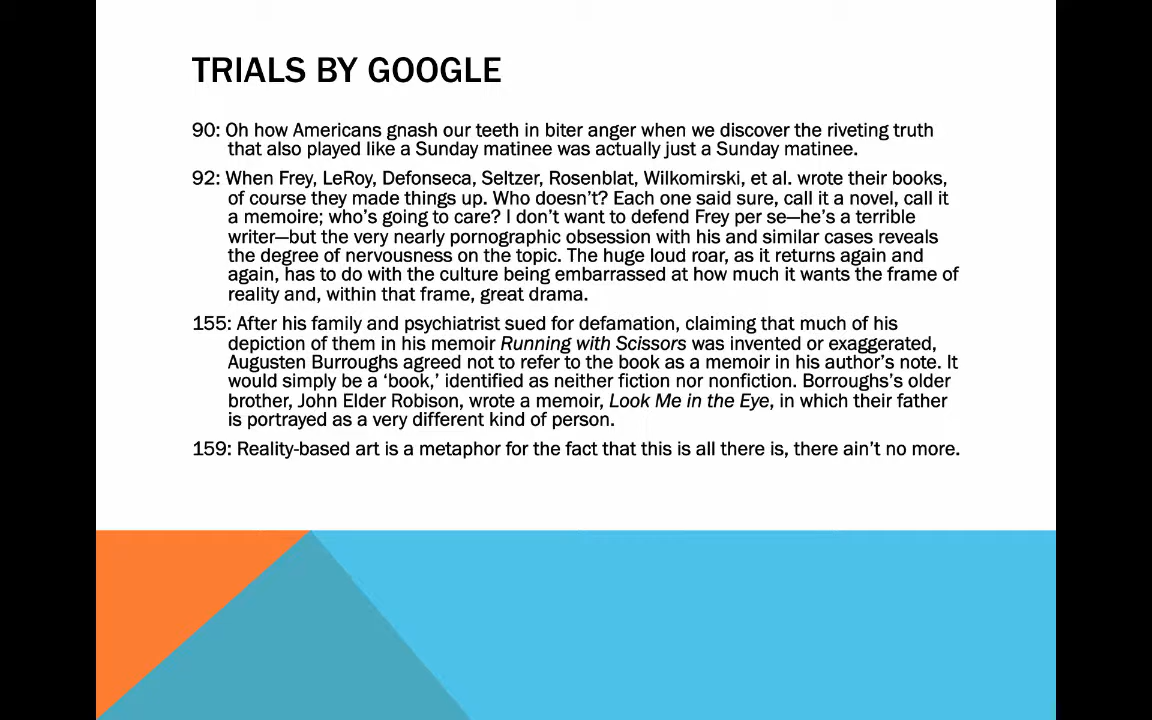 TRIALS BY GOOGLE
90: Oh how Americans gnash our teeth in biter anger when we discover the riveting truth
that also played like a Sunday matinee was actually just a Sunday matinee.
92: When Frey, LeRoy, Defonseca, Seltzer, Rosenblat, Wilkomirski, et al. wrote their books,
of course they made things up. Who doesn't? Each one said sure, call it a novel, call it
a memoire; who's going to care? I don't want to defend Frey per se—he's a terrible
writer—but the very nearly pornographic obsession with his and similar cases reveals
the degree of nervousness on the topic. The huge loud roar, as it returns again and
again, has to do with the culture being embarrassed at how much it wants the frame of
reality and, within that frame, great drama.
155: After his family and psychiatrist sued for defamation, claiming that much of his
depiction of them in his memoir Running with Scissors was invented or exaggerated,
Augusten Burroughs agreed not to refer to the book as a memoir in his author's note. It
would simply be a 'book,' identified as neither fiction nor nonfiction. Borroughs's older
brother, John Elder Robison, wrote a memoir, Look Me in the Eye, in which their father
is portrayed as a very different kind of person.
159: Reality-based art is a metaphor for the fact that this is all there is, there ain't no more.